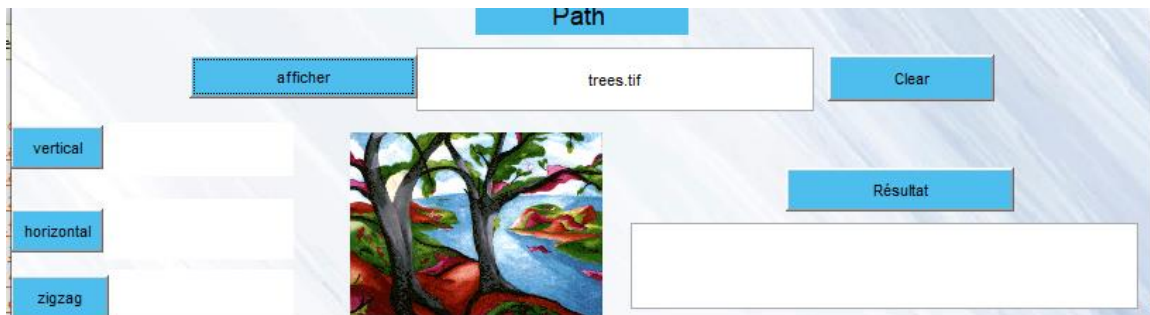 Path
afficher
trees.tif
Clear
vertical
Résultat
horizontal
zigzag